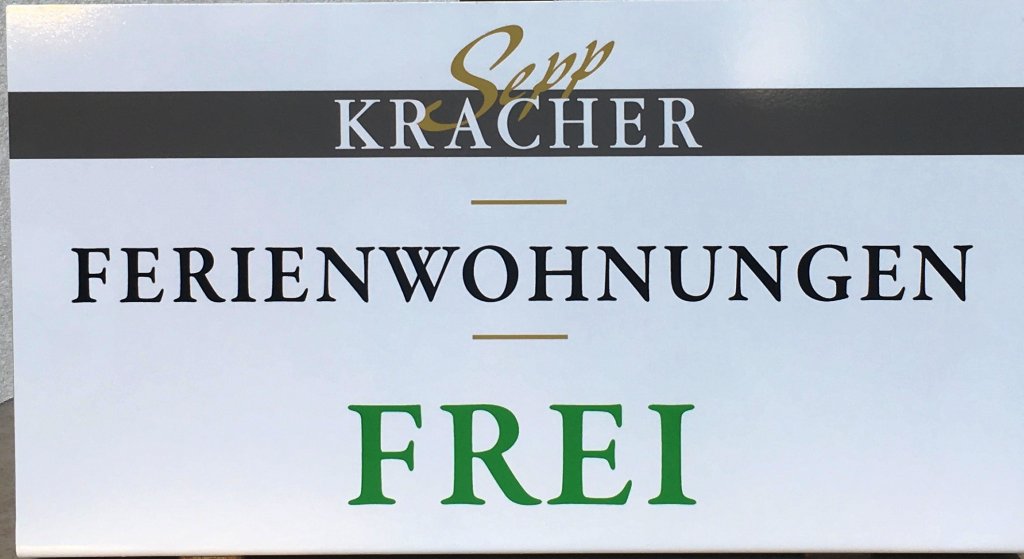 Sepp
KRACHER
FERIENWOHNUNGEN
FREI